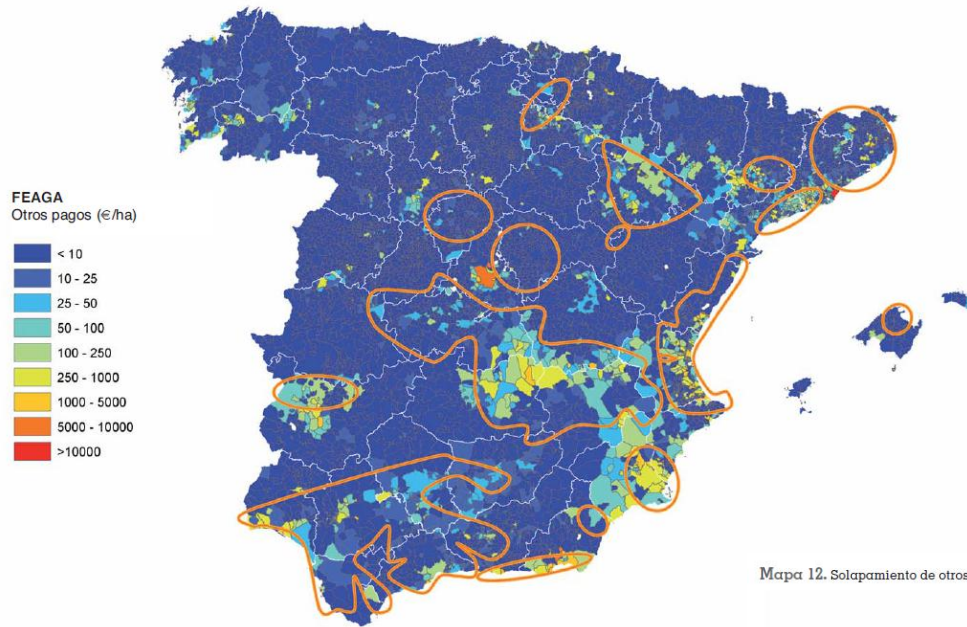 FEAGA
Otros pagos (€/ha)
< 10
10 - 25
25 - 50
50 - 100
100 - 250
250 - 1000
1000 - 5000
5000 - 10000
>10000
Mapa 12. Solapamiento de otros